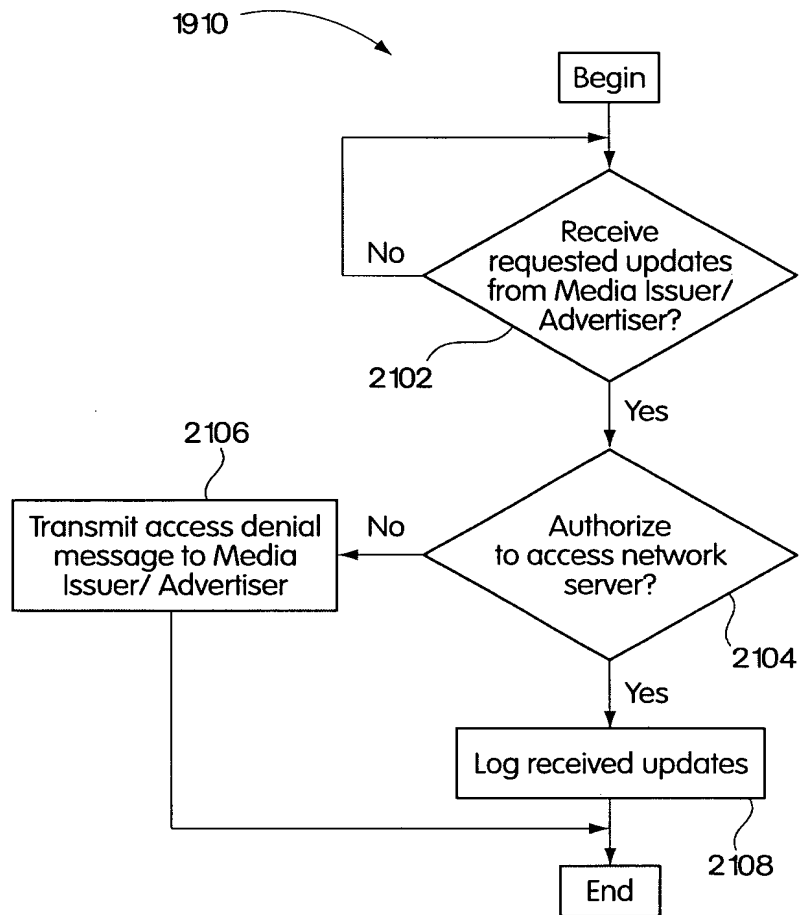 1910
Begin
Receive
requested updates
from Media Issuer/
Advertiser?
No
2102
Yes
2106
Transmit access denial
message to Media
Issuer/ Advertiser
No
Authorize
to access network
server?
2104
Yes
Log received updates
2108
End